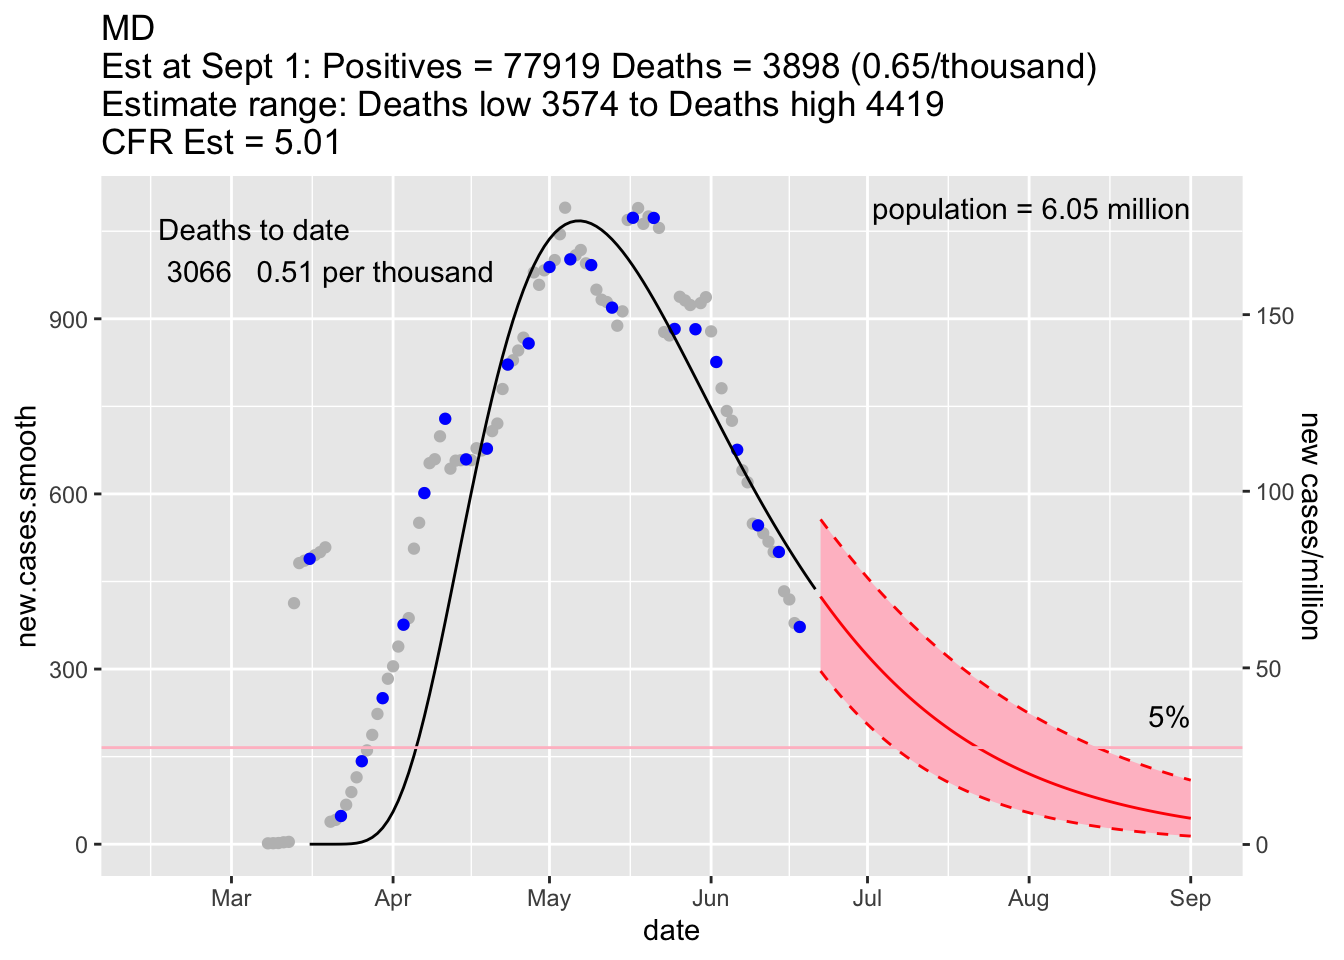 MD
Est at Sept 1: Positives = 77919 Deaths = 3898 (0.65/thousand)
Estimate range: Deaths low 3574 to Deaths high 4419
CFR Est = 5.01
Deaths to date
3066 0.51 per thousand
population = 6.05 million
900
600
300
0
new.cases.smooth
150
100
50
0
new cases/million
5%
Mar Apr May Jun Jul Aug Sep
date